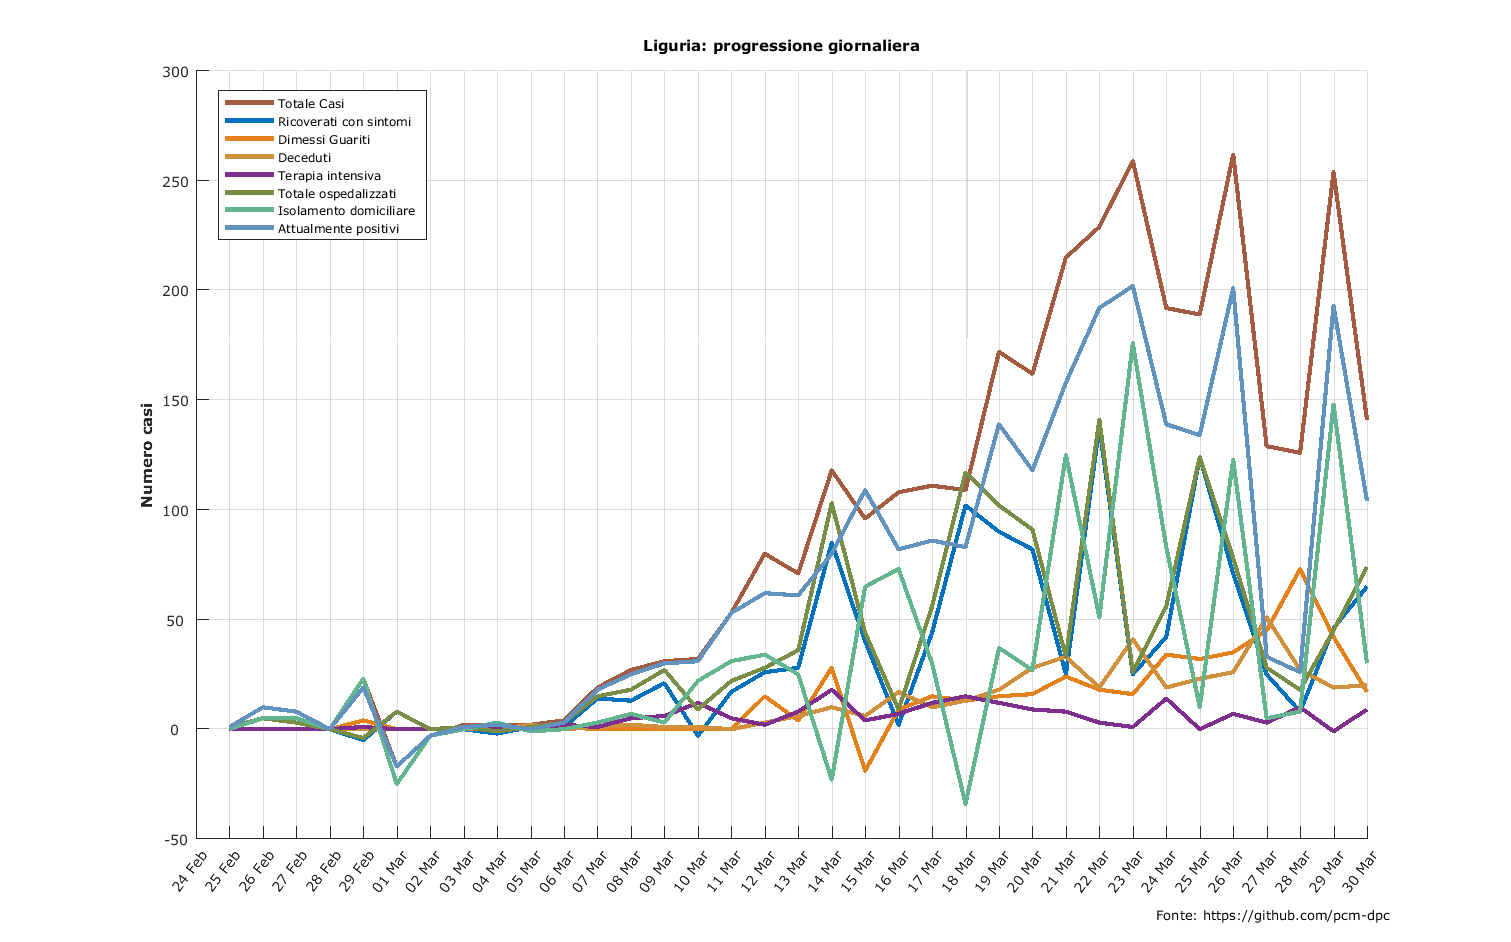 Liguria: progressione giornaliera
Numero casi
300
250
200
150
100
50
0
-50
Totale Casi
Ricoverati con sintomi
Dimessi Guariti
Deceduti
Terapia intensiva
Totale ospedalizzati
Isolamento domiciliare
Attualmente positivi
24 Feb
25 Feb
26 Feb
27 Feb
28 Feb
29 Feb
01 Mar
02 Mar
03 Mar
04 Mar
05 Mar
06 Mar
07 Mar
08 Mar
09 Mar
10 Mar
11 Mar
12 Mar
13 Mar
14 Mar
15 Mar
16 Mar
17 Mar
18 Mar
19 Mar
20 Mar
21 Mar
22 Mar
23 Mar
24 Mar
25 Mar
26 Mar
27 Mar
28 Mar
29 Mar
30 Mar
Fonte: https://github.com/pcm-dpc